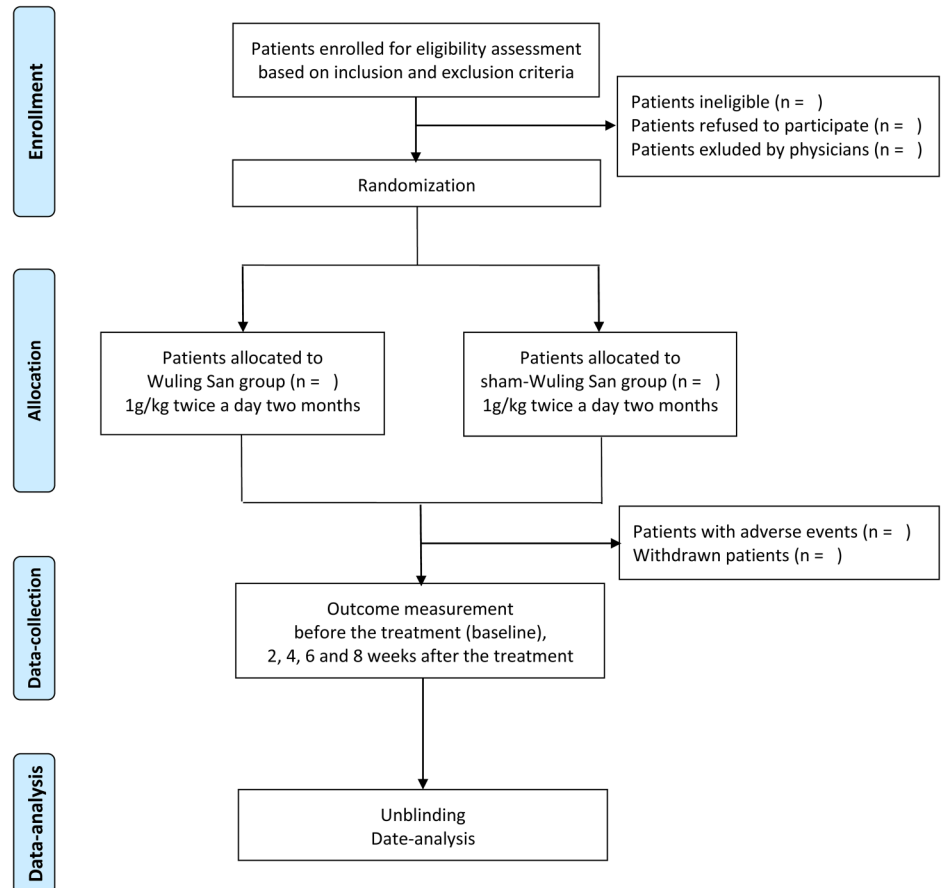 Enrollment
Patients enrolled for eligibility assessment
based on inclusion and exclusion criteria
Patients ineligible (n =   )
Patients refused to participate (n =   )
Patients exluded by physicians (n =   )
Randomization
Allocation
Patients allocated to
Wuling San group (n =   )
1g/kg twice a day two months
Patients allocated to
sham-Wuling San group (n =   )
1g/kg twice a day two months
Patients with adverse events (n =   )
Withdrawn patients (n =   )
Data-collection
Outcome measurement
before the treatment (baseline),
2, 4, 6 and 8 weeks after the treatment
Data-analysis
Unblinding
Date-analysis